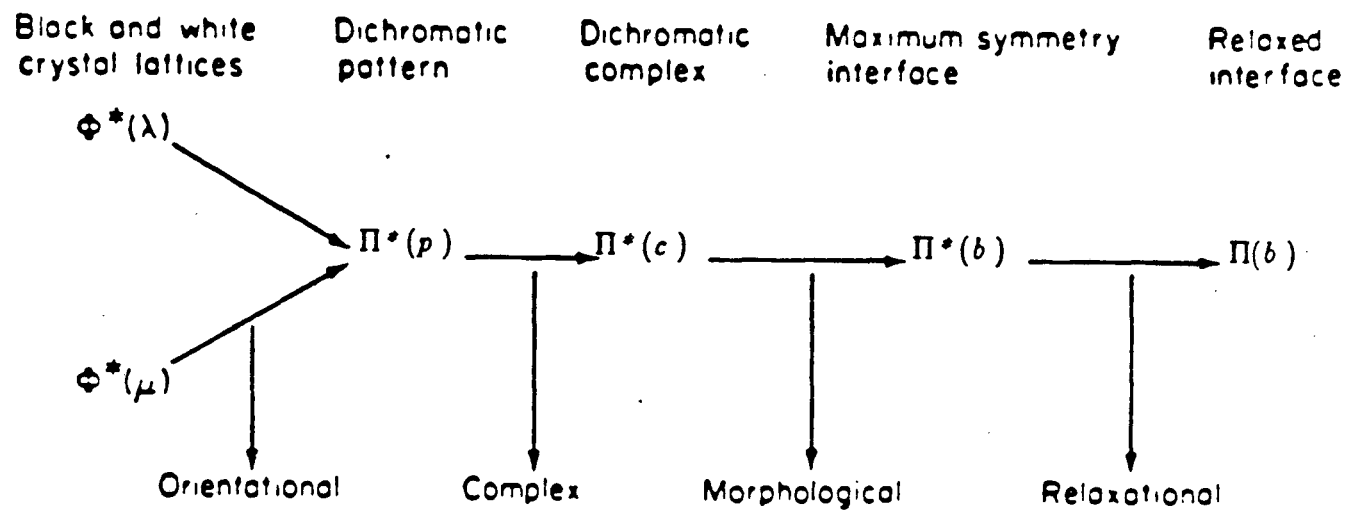 Black and white crystal lattices
Dichromatic pattern
Dichromatic complex
Maximum symmetry interface
Relaxed interface
Φ*(λ)
Π*(p)
Π*(c)
Π*(b)
Π(b)
Φ*(μ)
Orientational
Complex
Morphological
Relaxational